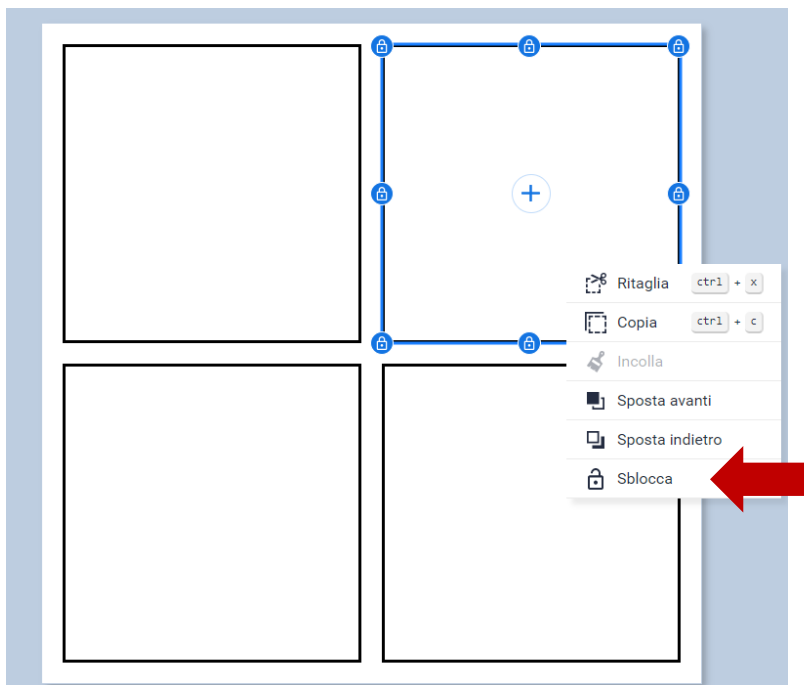 Ritaglia ctrl + x
Copia ctrl + c
Incolla
Sposta avanti
Sposta indietro
Sblocca